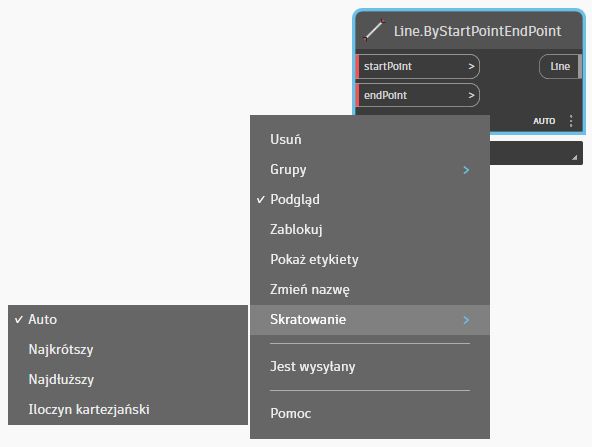 Line.ByStartPointEndPoint
startPoint >
Line
endPoint >
AUTO
Usuń
Grupy >
✓ Podgląd
Zablokuj
Pokaż etykiety
Zmień nazwę
Skratowanie >
Jest wysyłany
Pomoc
✓ Auto
Najkrótszy
Najdłuższy
Iloczyn kartezjański